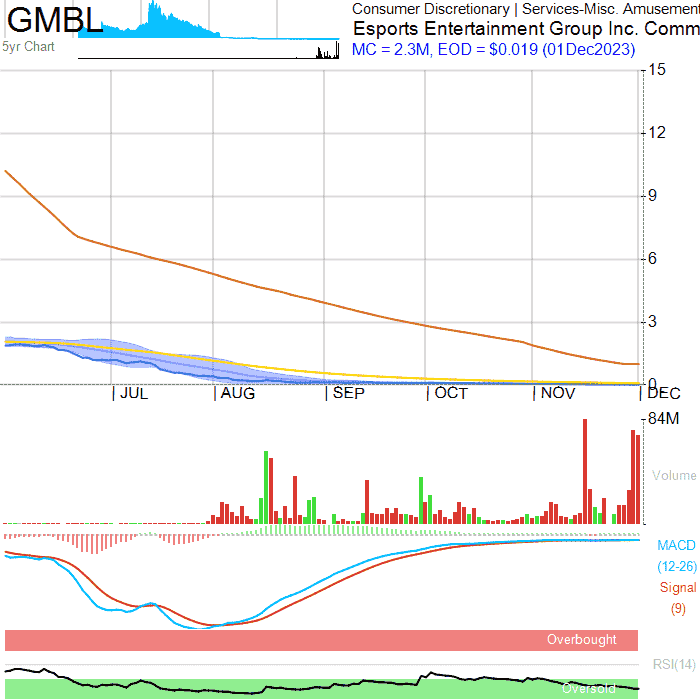 GMBL
Consumer Discretionary | Services-Misc. Amusement
Esports Entertainment Group Inc. Comm
5yr Chart
MC = 2.3M, EOD = $0.019 (01Dec2023)
15
12
9
6
3
0
JUL AUG SEP OCT NOV DEC
84M
Volume
MACD
(12-26)
Signal
(9)
Overbought
RSI(14)
Oversold